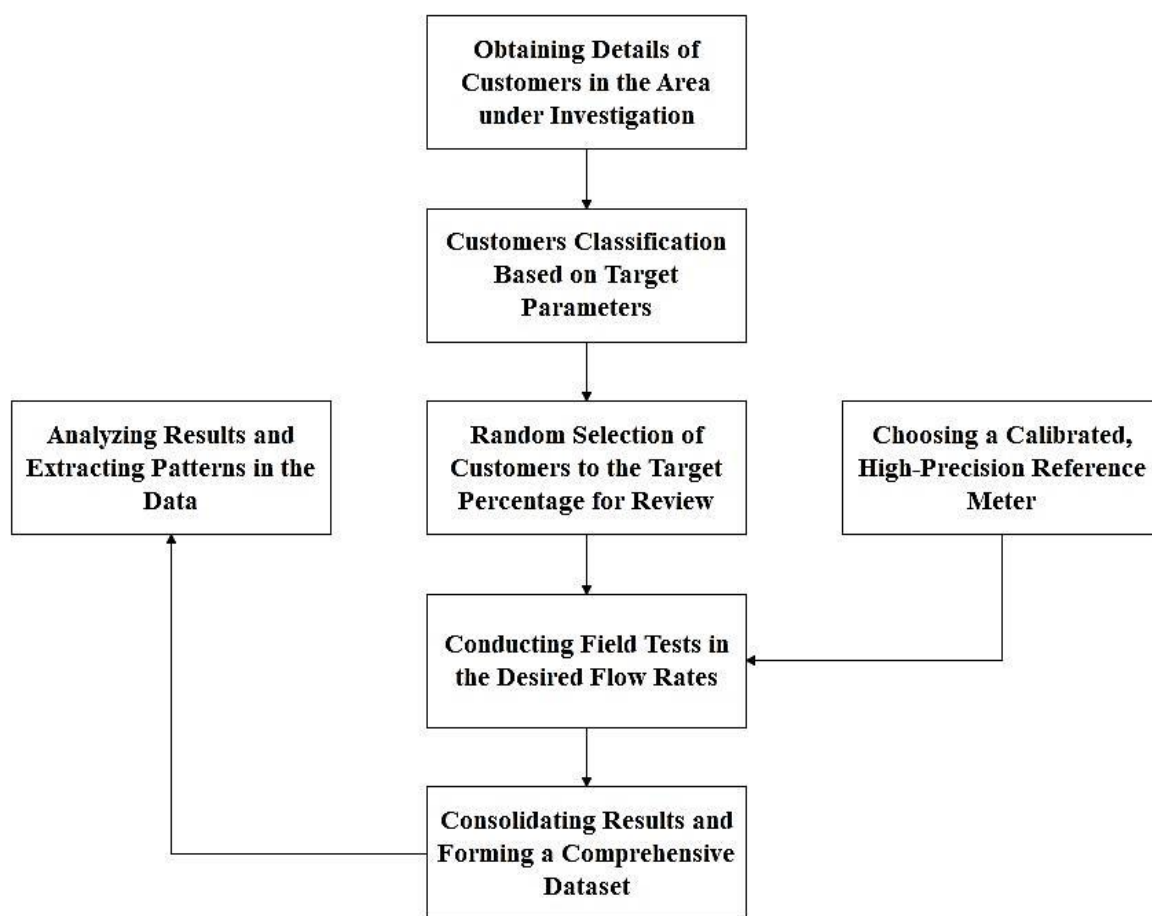 Obtaining Details of
Customers in the Area
under Investigation
Customers Classification
Based on Target
Parameters
Analyzing Results and
Extracting Patterns in the
Data
Random Selection of
Customers to the Target
Percentage for Review
Choosing a Calibrated,
High-Precision Reference
Meter
Conducting Field Tests in
the Desired Flow Rates
Consolidating Results and
Forming a Comprehensive
Dataset